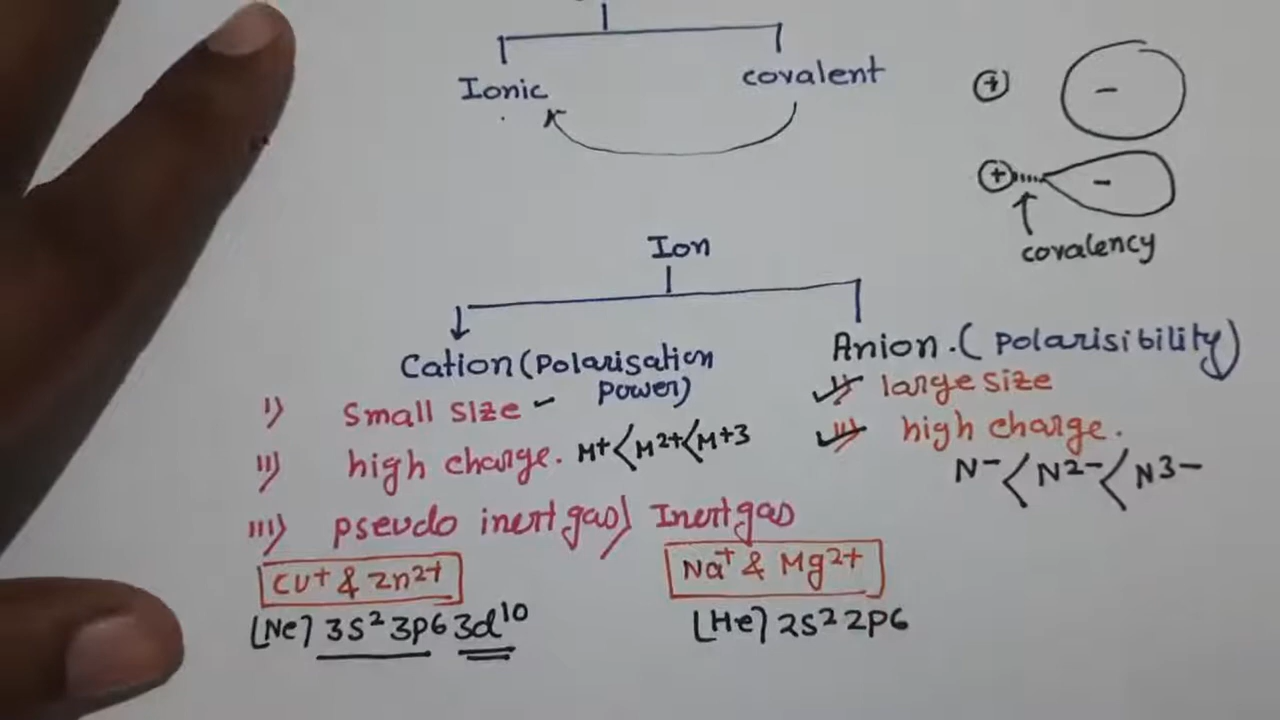 Ionic covalent
+ -
+ -
covalency
Ion
Cation (Polarisation Power)
i) Small size -
ii) high charge. M+ < M2+ < M+3
iii) pseudo inert gas) Inert gas
Cu+ & Zn2+ Na+ & Mg2+
[Ne] 3s2 3p6 3d10 [He] 2s2 2p6
Anion. (Polarisibility)
i) large size
ii) high charge.
N- < N2- < N3-